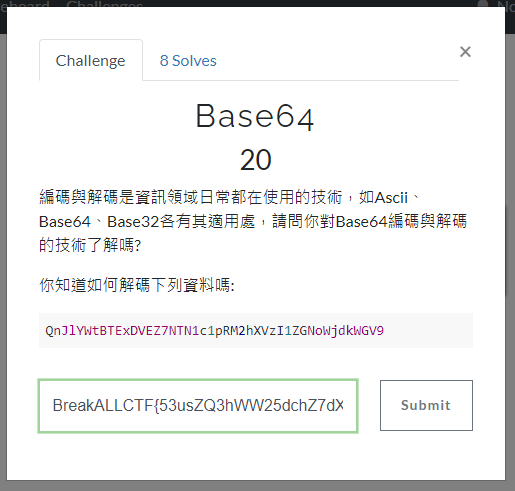 Challenges
Challenge
8 Solves
×
Base64
20
編碼與解碼是資訊領域日常都在使用的技術，如Ascii、
Base64、Base32各有其適用處，請問你對Base64編碼與解碼
的技術了解嗎?
你知道如何解碼下列資料嗎:
QnJlYWtBTExDVEZ7NTN1c1pRM2hXVzI1ZGNoWjdkWGV9
BreakALLCTF{53usZQ3hWW25dchZ7dX
Submit